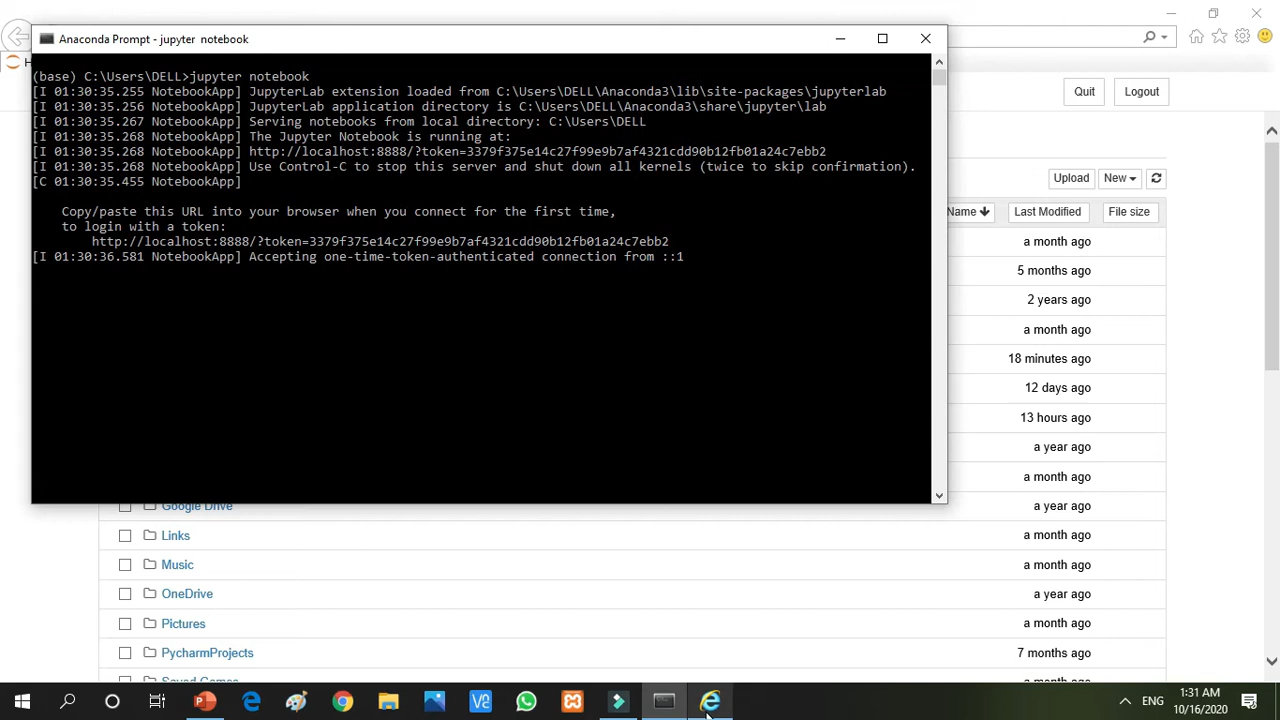 Anaconda Prompt - jupyter notebook
(base) C:\Users\DELL>jupyter notebook
[I 01:30:35.255 NotebookApp] JupyterLab extension loaded from C:\Users\DELL\Anaconda3\lib\site-packages\jupyterlab
[I 01:30:35.256 NotebookApp] JupyterLab application directory is C:\Users\DELL\Anaconda3\share\jupyter\lab
[I 01:30:35.267 NotebookApp] Serving notebooks from local directory: C:\Users\DELL
[I 01:30:35.268 NotebookApp] The Jupyter Notebook is running at:
[I 01:30:35.268 NotebookApp] http://localhost:8888/?token=3379f375e14c27f99e9b7af4321cdd90b12fb01a24c7ebb2
[I 01:30:35.268 NotebookApp] Use Control-C to stop this server and shut down all kernels (twice to skip confirmation).
[C 01:30:35.455 NotebookApp]
Copy/paste this URL into your browser when you connect for the first time,
to login with a token:
http://localhost:8888/?token=3379f375e14c27f99e9b7af4321cdd90b12fb01a24c7ebb2
[I 01:30:36.581 NotebookApp] Accepting one-time-token-authenticated connection from ::1
Quit Logout
Upload New
Name Last Modified File size
a month ago
5 months ago
2 years ago
a month ago
18 minutes ago
12 days ago
13 hours ago
a year ago
a month ago
Google Drive a year ago
Links a month ago
Music a month ago
OneDrive a year ago
Pictures a month ago
PycharmProjects 7 months ago
Saved Games
ENG
1:31 AM
10/16/2020